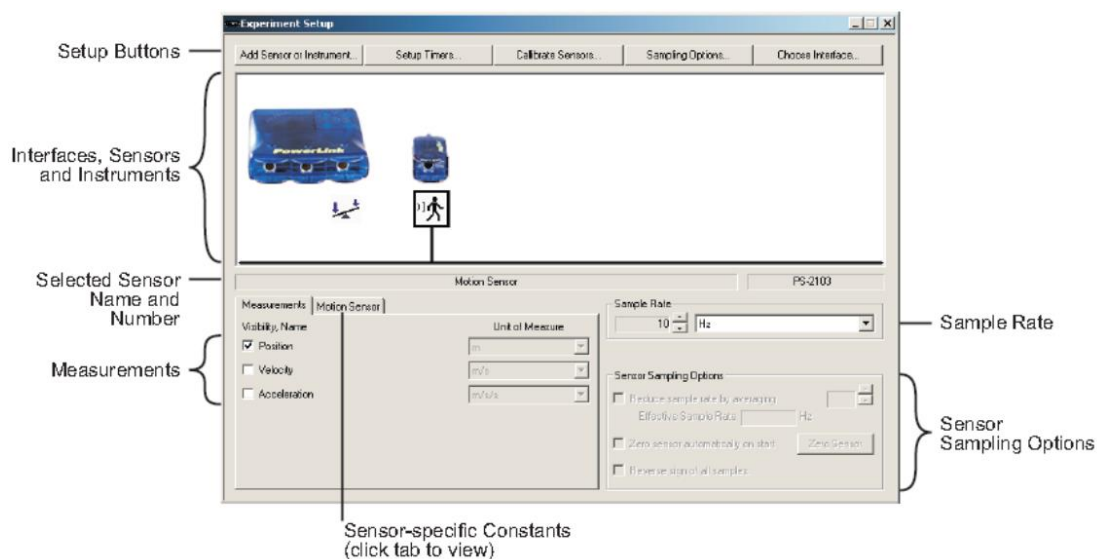 Experiment Setup
Setup Buttons
Add Sensor or Instrument... Setup Timers... Calibrate Sensors... Sampling Options... Choose Interface...
Interfaces, Sensors
and Instruments
PowerLink
Selected Sensor
Name and
Number
Motion Sensor PS-2103
Measurements Motion Sensor
Visibility, Name Unit of Measure
Position m
Velocity m/s
Acceleration m/s/s
Measurements
Sample Rate
10 Hz
Sample Rate
Sensor Sampling Options
Reduce sample rate by averaging
Effective Sample Rate Hz
Zero sensor automatically on start Zero Sensor
Reverse sign of all samples
Sensor
Sampling Options
Sensor-specific Constants
(click tab to view)